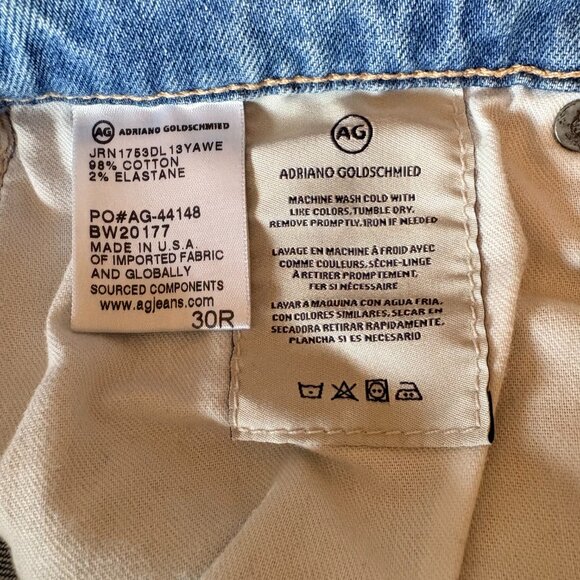 AG ADRIANO GOLDSCHMIED
JRN1753DL13YAWE
98% COTTON
2% ELASTANE
PO#AG-44148
BW20177
MADE IN U.S.A.
OF IMPORTED FABRIC
AND GLOBALLY
SOURCED COMPONENTS
www.agjeans.com
30R
AG
ADRIANO GOLDSCHMIED
MACHINE WASH COLD WITH
LIKE COLORS, TUMBLE DRY.
REMOVE PROMPTLY. IRON IF NEEDED
LAVAGE EN MACHINE À FROID AVEC
COMME COULEURS, SÈCHE-LINGE
À RETIRER PROMPTEMENT,
FER SI NÉCESSAIRE
LAVAR A MAQUINA CON AGUA FRIA,
CON COLORES SIMILARES, SECAR EN
SECADORA RETIRAR RAPIDAMENTE,
PLANCHA SI ES NECESARIO